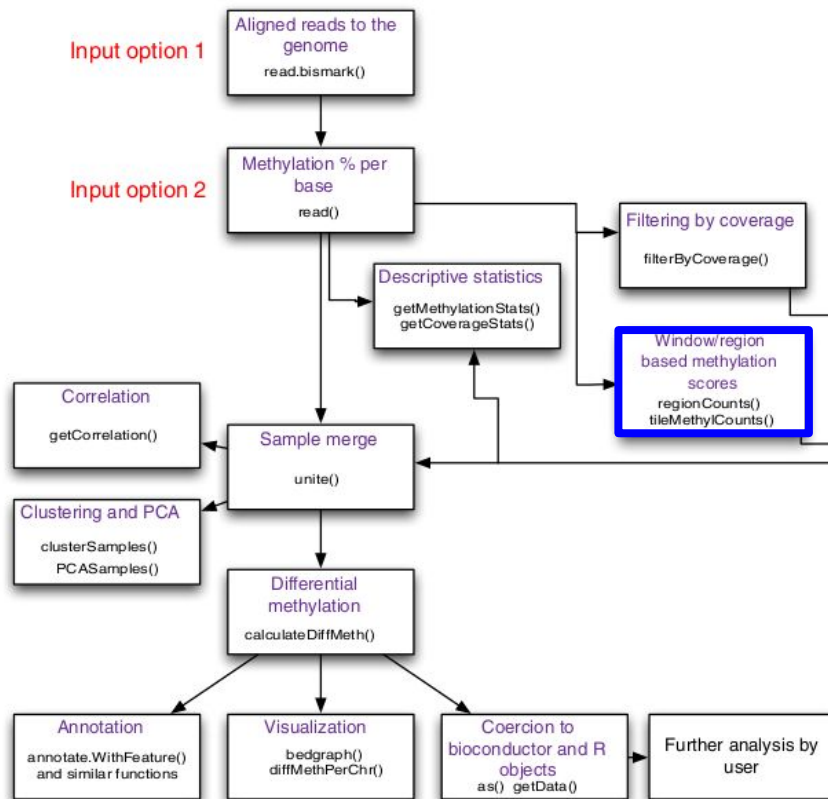 Input option 1
Aligned reads to the
genome
read.bismark()
Input option 2
Methylation % per
base
read()
Filtering by coverage
filterByCoverage()
Descriptive statistics
getMethylationStats()
getCoverageStats()
Window/region
based methylation
scores
regionCounts()
tileMethylCounts()
Correlation
getCorrelation()
Sample merge
unite()
Clustering and PCA
clusterSamples()
PCASamples()
Differential
methylation
calculateDiffMeth()
Annotation
annotate.WithFeature()
and similar functions
Visualization
bedgraph()
diffMethPerChr()
Coercion to
bioconductor and R
objects
as() getData()
Further analysis by
user